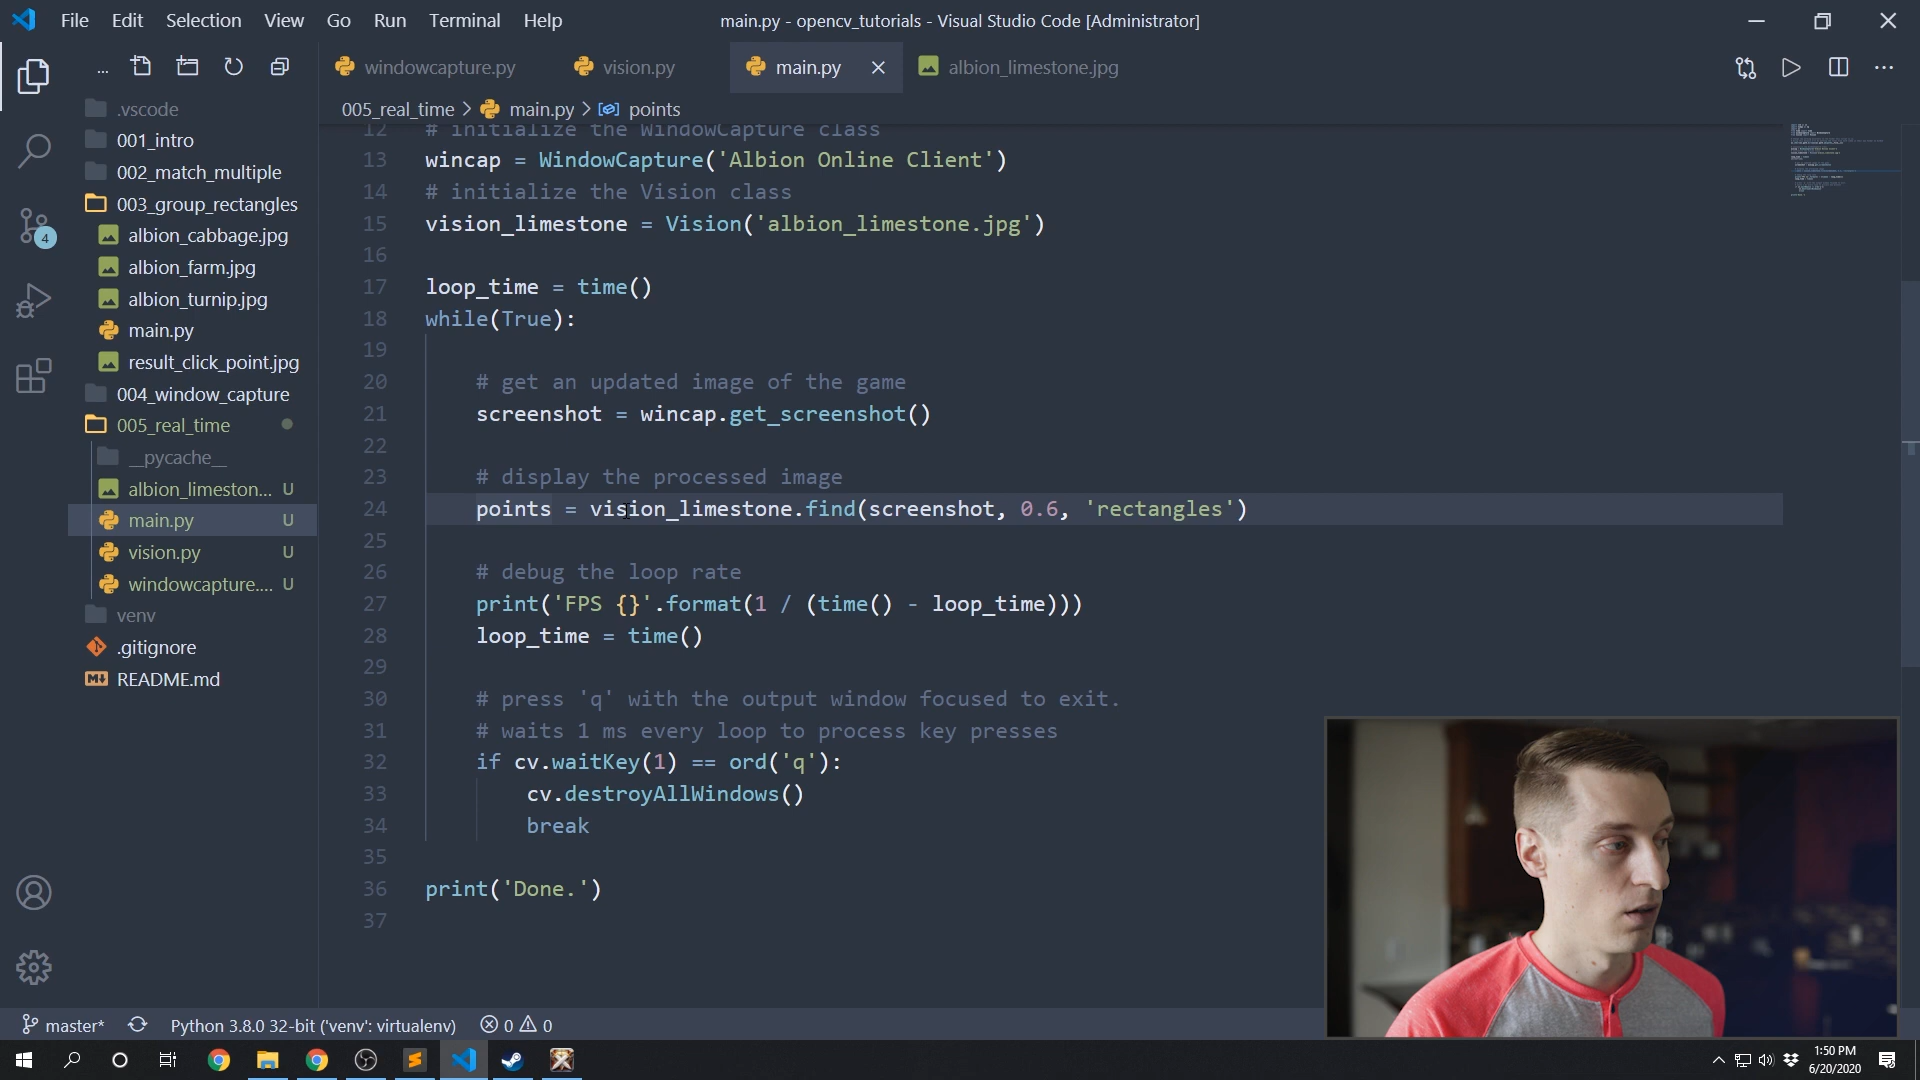 File Edit Selection View Go Run Terminal Help
main.py - opencv_tutorials - Visual Studio Code [Administrator]
...
windowcapture.py
vision.py
main.py
albion_limestone.jpg
005_real_time > main.py > points
.vscode
001_intro
002_match_multiple
003_group_rectangles
albion_cabbage.jpg
albion_farm.jpg
albion_turnip.jpg
main.py
result_click_point.jpg
004_window_capture
005_real_time
__pycache__
albion_limeston... U
main.py U
vision.py U
windowcapture.... U
venv
.gitignore
README.md
4
12 # initialize the WindowCapture class
13 wincap = WindowCapture('Albion Online Client')
14 # initialize the Vision class
15 vision_limestone = Vision('albion_limestone.jpg')
16
17 loop_time = time()
18 while(True):
19
20 # get an updated image of the game
21 screenshot = wincap.get_screenshot()
22
23 # display the processed image
24 points = vision_limestone.find(screenshot, 0.6, 'rectangles')
25
26 # debug the loop rate
27 print('FPS {}'.format(1 / (time() - loop_time)))
28 loop_time = time()
29
30 # press 'q' with the output window focused to exit.
31 # waits 1 ms every loop to process key presses
32 if cv.waitKey(1) == ord('q'):
33 cv.destroyAllWindows()
34 break
35
36 print('Done.')
37
master* Python 3.8.0 32-bit ('venv': virtualenv) 0 0
1:50 PM
6/20/2020